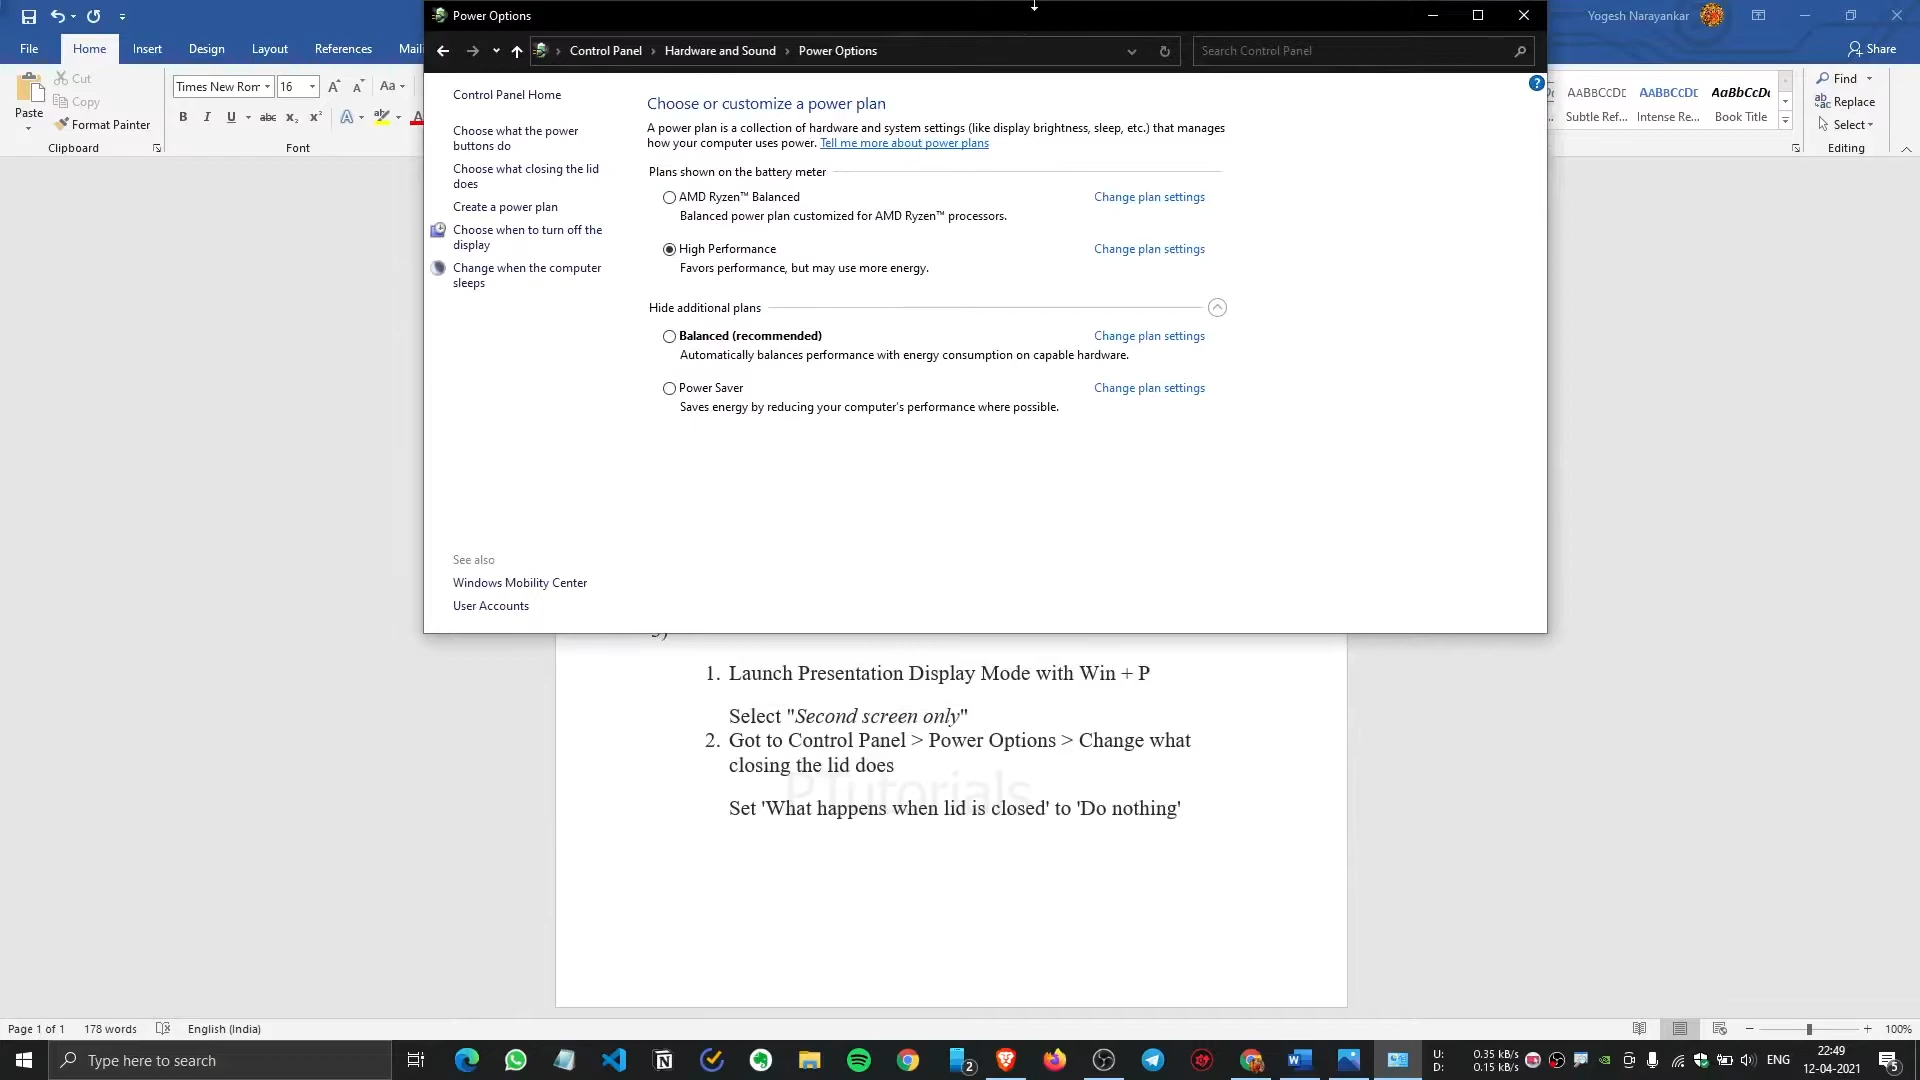 Power Options
Yogesh Narayankar
File
Home
Insert
Design
Layout
References
Mail
Share
Control Panel
Hardware and Sound
Power Options
Search Control Panel
Paste
Cut
Copy
Format Painter
Clipboard
Times New Ror
16
Aa
B
I
U
abc
x₂
x²
A
Font
AABBCCDE
AABBCCDE
AaBbCcDc
Subtle Ref...
Intense Re...
Book Title
Find
Replace
Select
Editing
Control Panel Home
Choose what the power
buttons do
Choose what closing the lid
does
Create a power plan
Choose when to turn off the
display
Change when the computer
sleeps
See also
Windows Mobility Center
User Accounts
Choose or customize a power plan
A power plan is a collection of hardware and system settings (like display brightness, sleep, etc.) that manages
how your computer uses power. Tell me more about power plans
Plans shown on the battery meter
AMD Ryzen™ Balanced
Change plan settings
Balanced power plan customized for AMD Ryzen™ processors.
High Performance
Change plan settings
Favors performance, but may use more energy.
Hide additional plans
Balanced (recommended)
Change plan settings
Automatically balances performance with energy consumption on capable hardware.
Power Saver
Change plan settings
Saves energy by reducing your computer's performance where possible.
1. Launch Presentation Display Mode with Win + P
Select "Second screen only"
2. Got to Control Panel > Power Options > Change what
closing the lid does
PTutorials
Set 'What happens when lid is closed' to 'Do nothing'
Page 1 of 1
178 words
English (India)
100%
Type here to search
2
U:
0.35 kB/s
D:
0.15 kB/s
ENG
22:49
12-04-2021
5